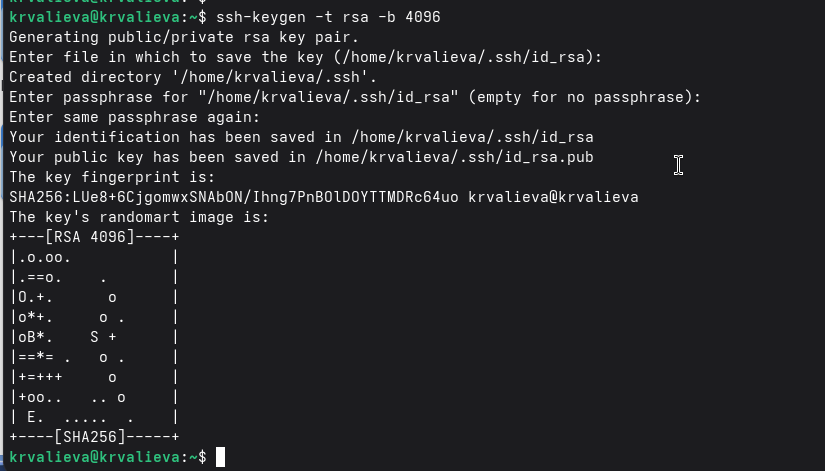 krvalieva@krvalieva:~$ ssh-keygen -t rsa -b 4096
Generating public/private rsa key pair.
Enter file in which to save the key (/home/krvalieva/.ssh/id_rsa):
Created directory '/home/krvalieva/.ssh'.
Enter passphrase for "/home/krvalieva/.ssh/id_rsa" (empty for no passphrase):
Enter same passphrase again:
Your identification has been saved in /home/krvalieva/.ssh/id_rsa
Your public key has been saved in /home/krvalieva/.ssh/id_rsa.pub
The key fingerprint is:
SHA256:LUe8+6CjgomwxSNAbON/Ihng7PnBOlDOYTTMDRc64uo krvalieva@krvalieva
The key's randomart image is:
+---[RSA 4096]----+
|.o.oo.           |
|.==o.    .       |
|O.+.      o      |
|o*+.     o .     |
|oB*.    S +      |
|==*= .   o .     |
|+=+++     o      |
|+oo..   .. o     |
| E.  .....  .    |
+----[SHA256]-----+
krvalieva@krvalieva:~$